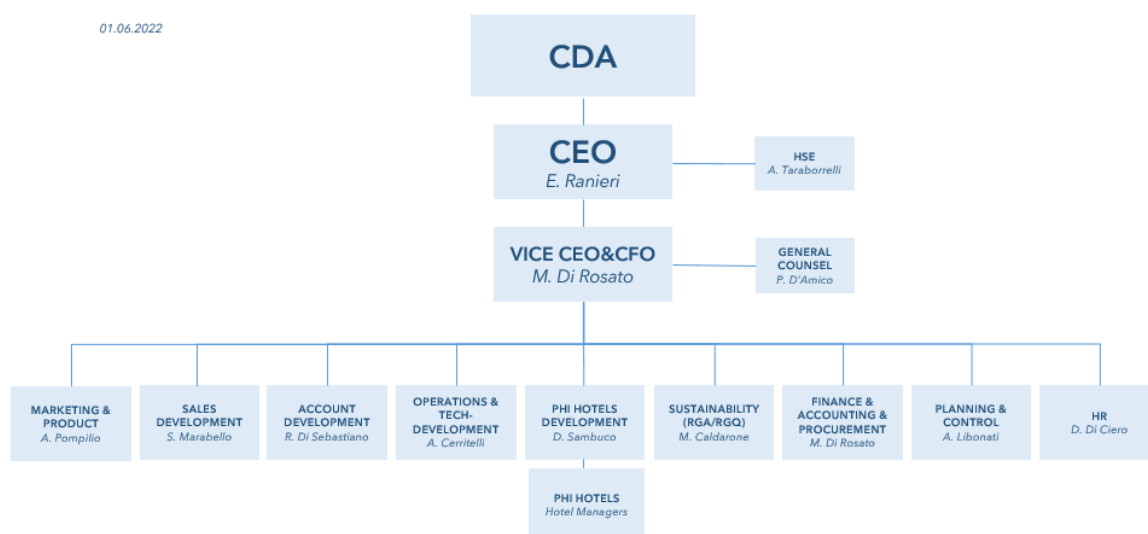 01.06.2022
CDA
CEO
E. Ranieri
HSE
A. Taraborrelli
VICE CEO&CFO
M. Di Rosato
GENERAL
COUNSEL
P. D'Amico
MARKETING &
PRODUCT
A. Pompilio
SALES
DEVELOPMENT
S. Marabello
ACCOUNT
DEVELOPMENT
R. Di Sebastiano
OPERATIONS &
TECH-
DEVELOPMENT
A. Cerritelli
PHI HOTELS
DEVELOPMENT
D. Sambuco
SUSTAINABILITY
(RGA/RGQ)
M. Caldarone
FINANCE &
ACCOUNTING &
PROCUREMENT
M. Di Rosato
PLANNING &
CONTROL
A. Libonati
HR
D. Di Ciero
PHI HOTELS
Hotel Managers